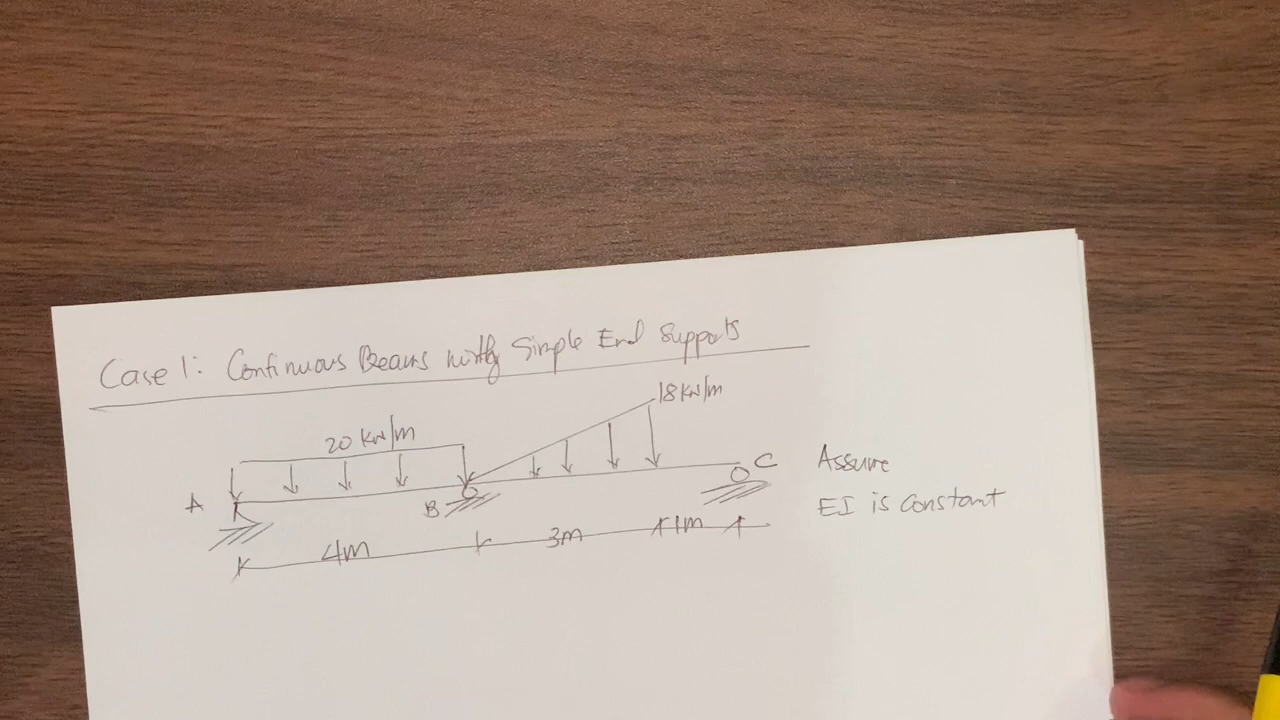 Case 1: Continuous Beams with Simple End Supports
20 kN/m
18 kN/m
A
B
C
4m
3m
1m
Assume
EI is constant